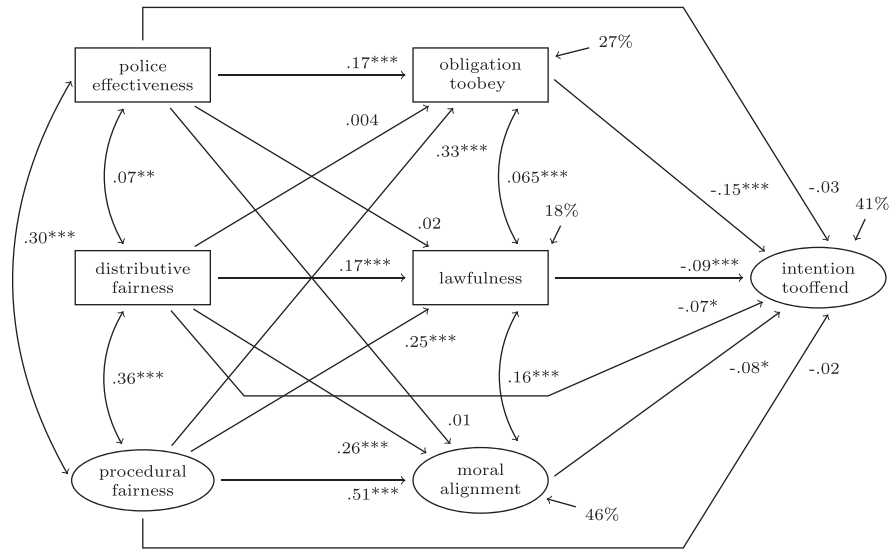 police
effectiveness
.17***
obligation
toobey
27%
.004
.33***
.07**
.065***
-.15***
-.03
.30***
.02
18%
41%
distributive
fairness
.17***
lawfulness
-.09***
intention
tooffend
-.07*
.25***
.36***
.16***
-.08*
-.02
.01
.26***
procedural
fairness
.51***
moral
alignment
46%